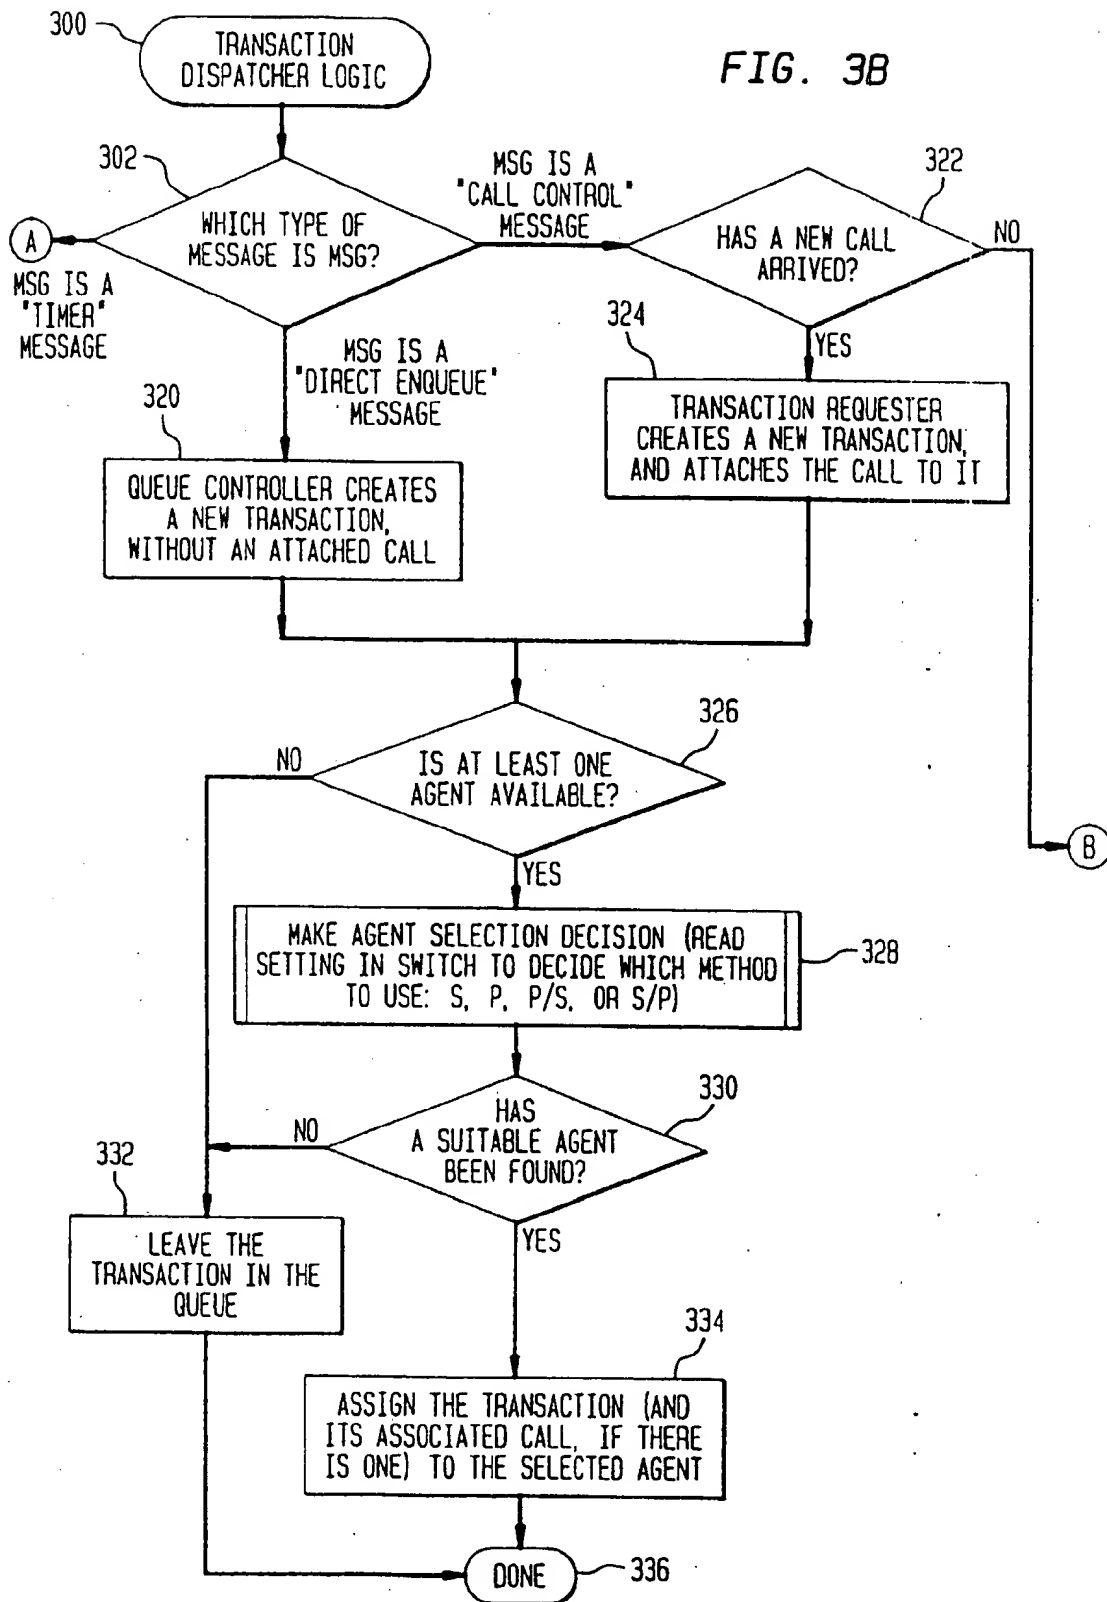 300
TRANSACTION
DISPATCHER LOGIC
FIG. 3B
302
WHICH TYPE OF
MESSAGE IS MSG?
A
MSG IS A
"TIMER"
MESSAGE
MSG IS A
"CALL CONTROL"
MESSAGE
322
HAS A NEW CALL
ARRIVED?
NO
YES
MSG IS A
"DIRECT ENQUEUE"
MESSAGE
320
QUEUE CONTROLLER CREATES
A NEW TRANSACTION,
WITHOUT AN ATTACHED CALL
324
TRANSACTION REQUESTER
CREATES A NEW TRANSACTION,
AND ATTACHES THE CALL TO IT
326
IS AT LEAST ONE
AGENT AVAILABLE?
NO
YES
B
MAKE AGENT SELECTION DECISION (READ
SETTING IN SWITCH TO DECIDE WHICH METHOD
TO USE: S, P, P/S, OR S/P)
328
330
HAS
A SUITABLE AGENT
BEEN FOUND?
NO
YES
332
LEAVE THE
TRANSACTION IN THE
QUEUE
334
ASSIGN THE TRANSACTION (AND
ITS ASSOCIATED CALL, IF THERE
IS ONE) TO THE SELECTED AGENT
DONE
336